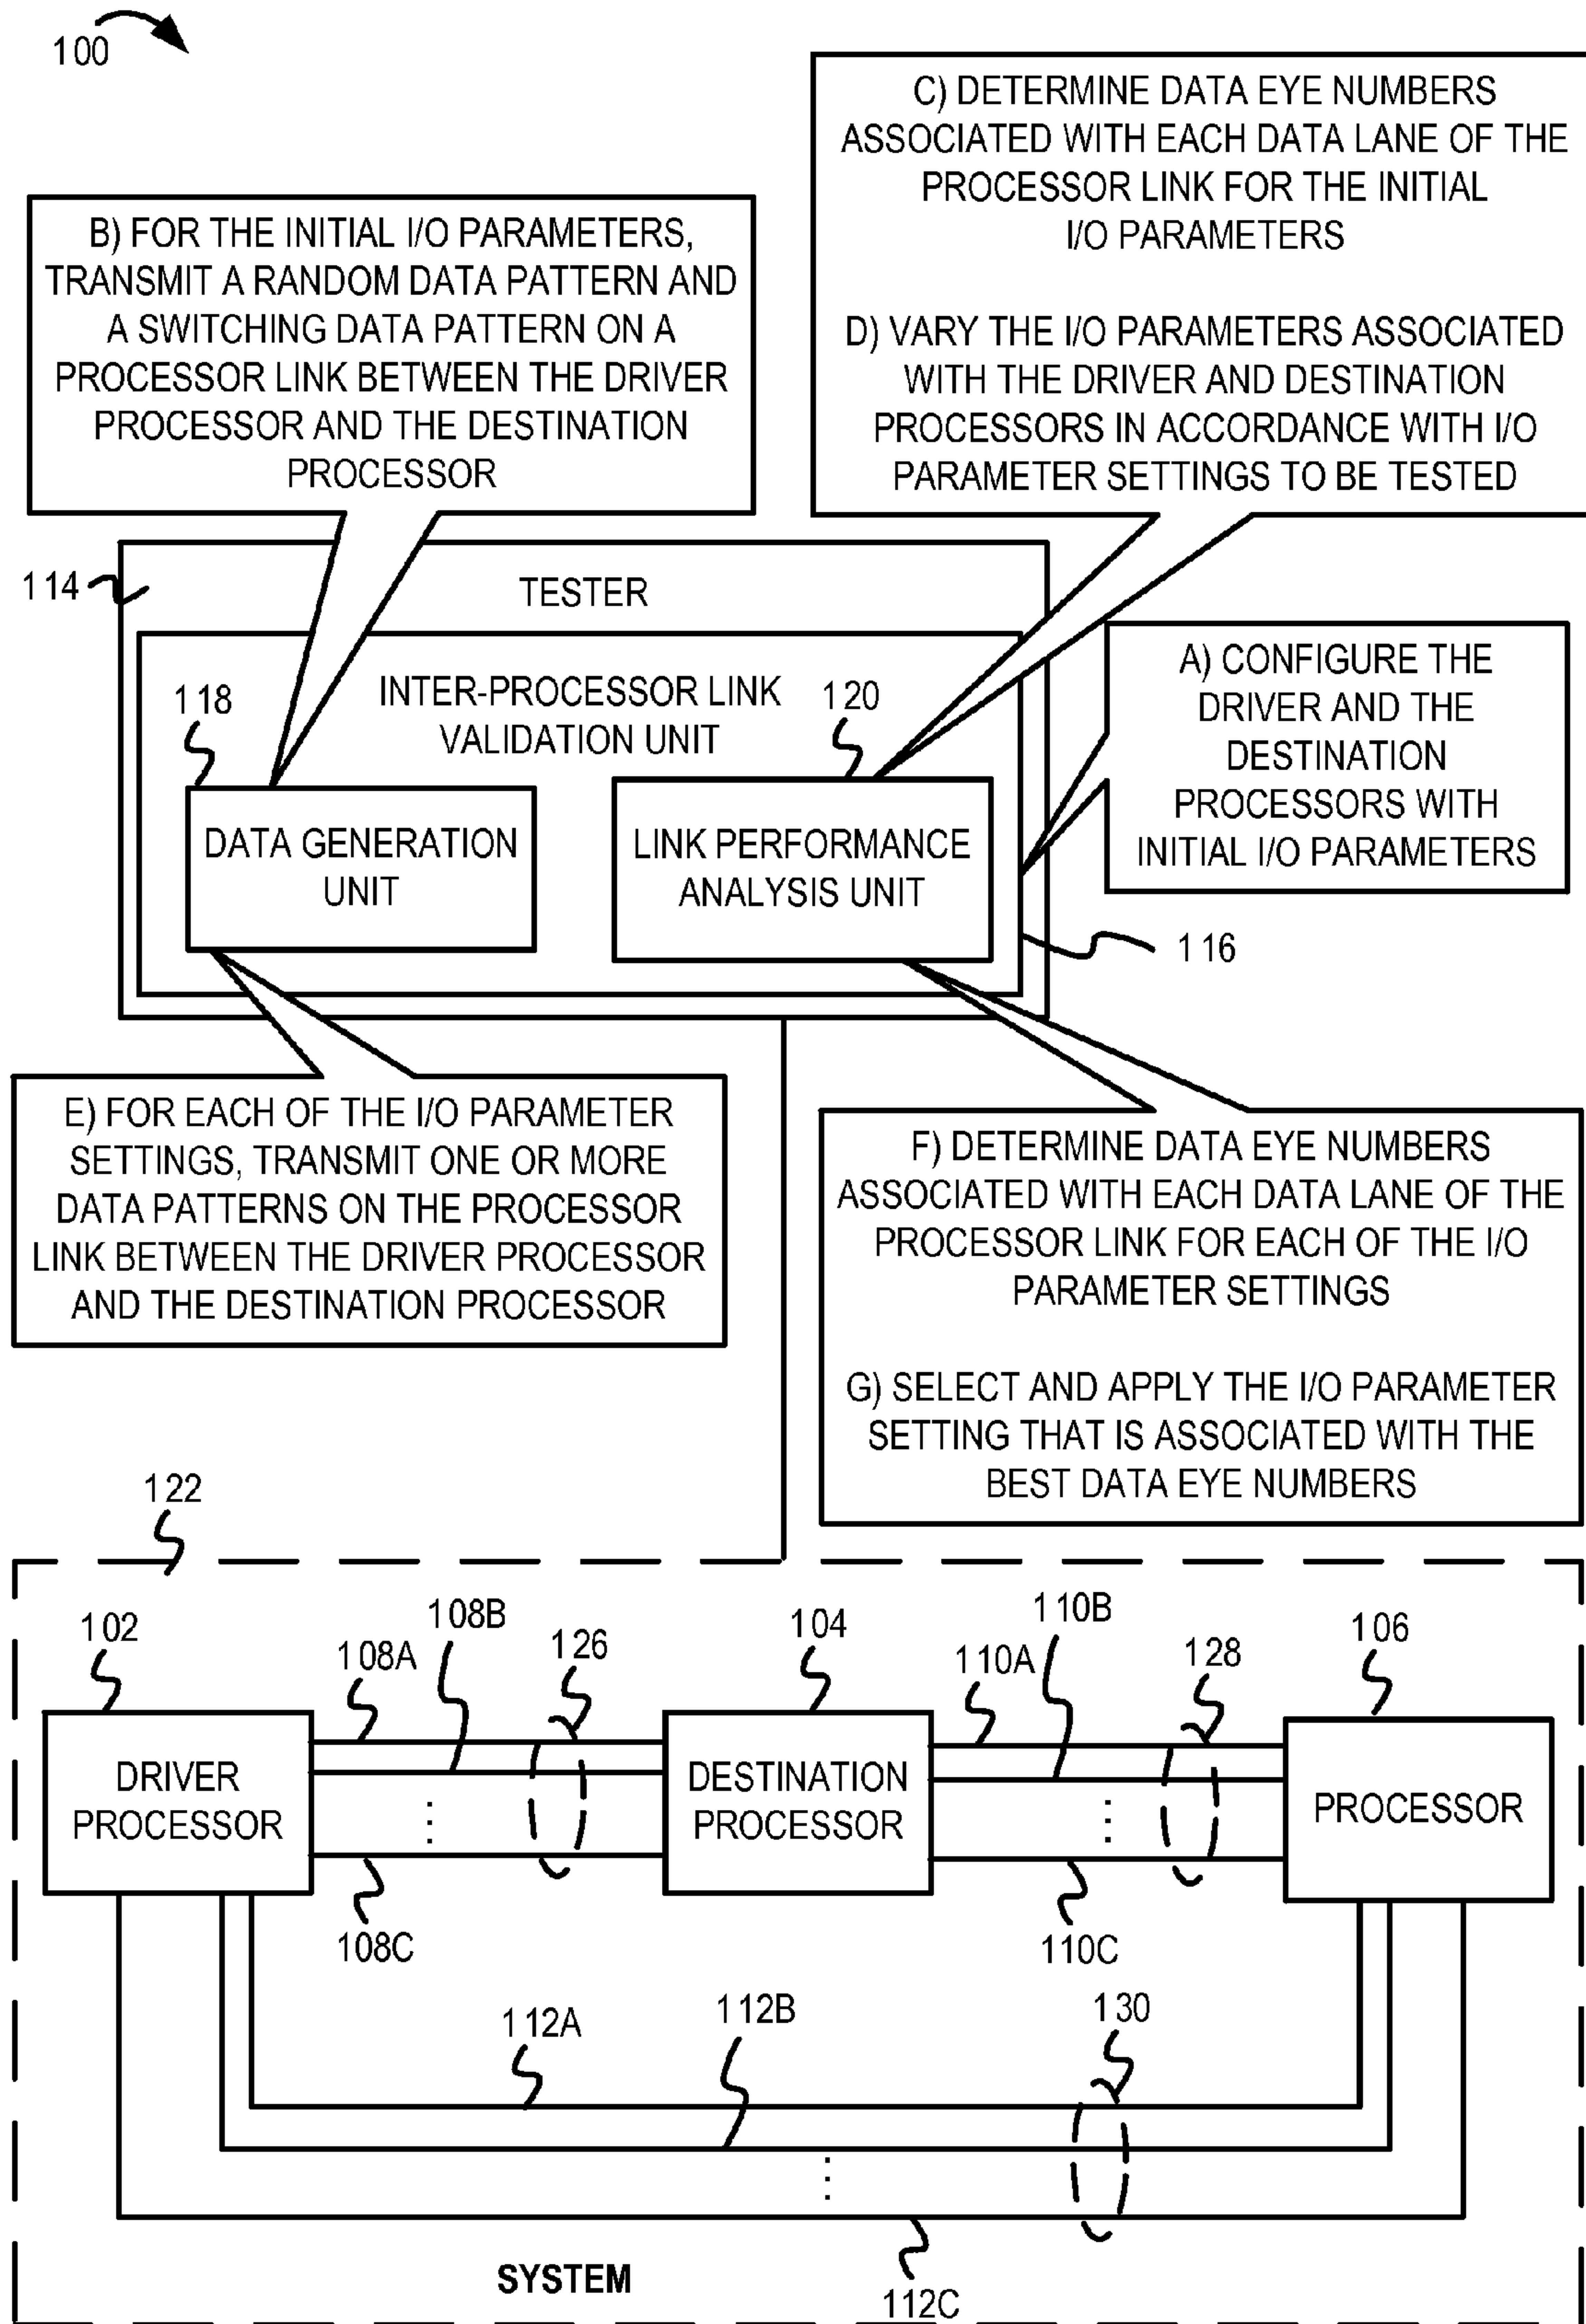 100
C) DETERMINE DATA EYE NUMBERS
ASSOCIATED WITH EACH DATA LANE OF THE
PROCESSOR LINK FOR THE INITIAL
I/O PARAMETERS
D) VARY THE I/O PARAMETERS ASSOCIATED
WITH THE DRIVER AND DESTINATION
PROCESSORS IN ACCORDANCE WITH I/O
PARAMETER SETTINGS TO BE TESTED
B) FOR THE INITIAL I/O PARAMETERS,
TRANSMIT A RANDOM DATA PATTERN AND
A SWITCHING DATA PATTERN ON A
PROCESSOR LINK BETWEEN THE DRIVER
PROCESSOR AND THE DESTINATION
PROCESSOR
114
TESTER
A) CONFIGURE THE
DRIVER AND THE
DESTINATION
PROCESSORS WITH
INITIAL I/O PARAMETERS
118
INTER-PROCESSOR LINK
VALIDATION UNIT
120
DATA GENERATION
UNIT
LINK PERFORMANCE
ANALYSIS UNIT
116
E) FOR EACH OF THE I/O PARAMETER
SETTINGS, TRANSMIT ONE OR MORE
DATA PATTERNS ON THE PROCESSOR
LINK BETWEEN THE DRIVER PROCESSOR
AND THE DESTINATION PROCESSOR
F) DETERMINE DATA EYE NUMBERS
ASSOCIATED WITH EACH DATA LANE OF THE
PROCESSOR LINK FOR EACH OF THE I/O
PARAMETER SETTINGS
G) SELECT AND APPLY THE I/O PARAMETER
SETTING THAT IS ASSOCIATED WITH THE
BEST DATA EYE NUMBERS
122
102
108A
108B
126
104
110A
110B
128
106
DRIVER
PROCESSOR
DESTINATION
PROCESSOR
PROCESSOR
108C
110C
112A
112B
130
SYSTEM
112C